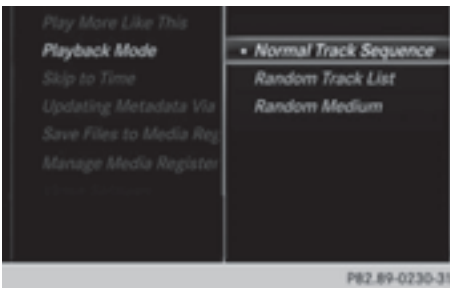 Play More Like This
Playback Mode
Skip to Time
Updating Metadata Via
Save Files to Media Reg
Manage Media Register
• Normal Track Sequence
Random Track List
Random Medium
P82.89-0230-31